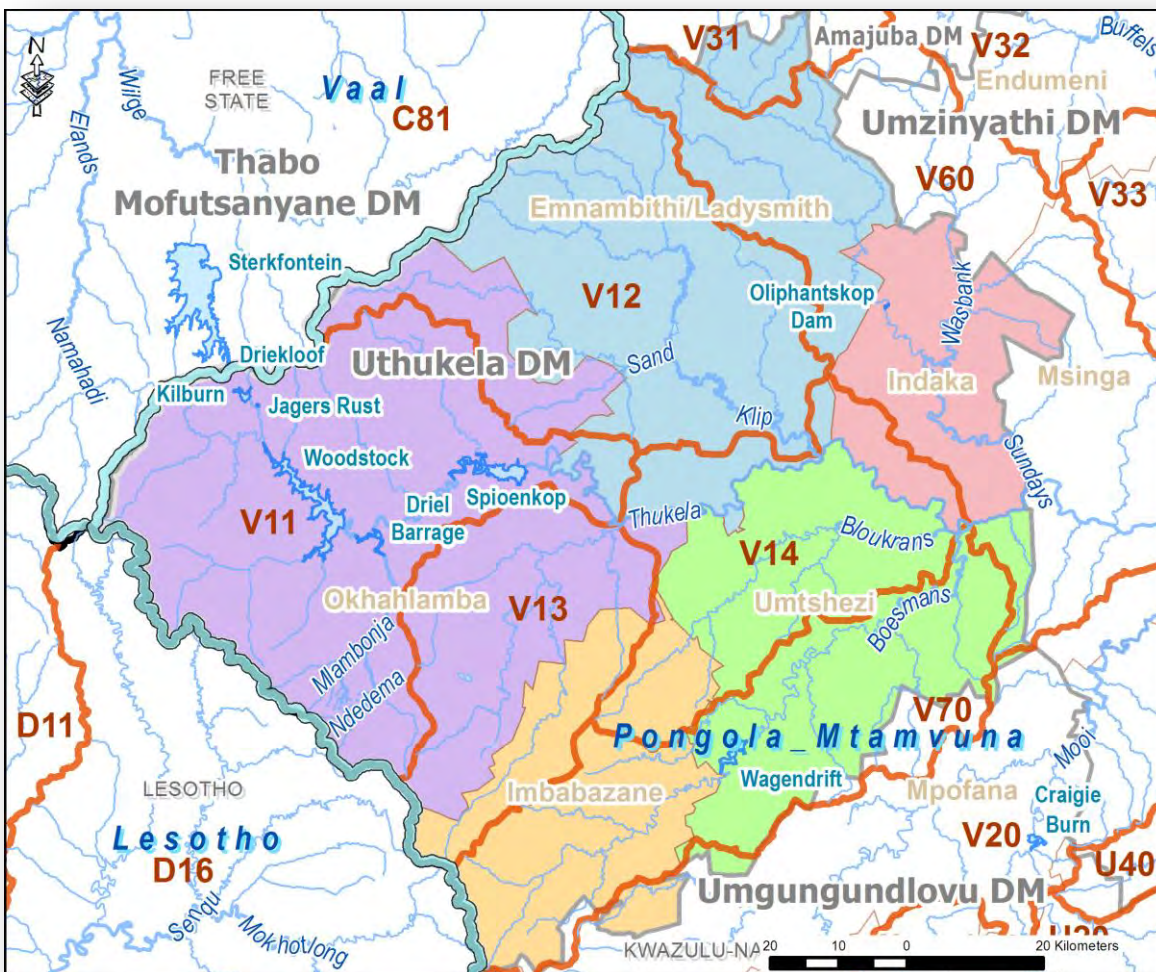 N
V31
Amajuba DM
V32
Buffels
Endumeni
FREE
STATE
Vaal
C81
Wilge
Elands
Umzinyathi DM
V60
V33
Thabo
Mofutsanyane DM
Emnambithi/Ladysmith
Sterkfontein
V12
Oliphantskop
Dam
Wasbank
Namahadi
Driekloof
Uthukela DM
Sand
Indaka
Msinga
Kilburn
Jagers Rust
Klip
Woodstock
Sundays
Driel
Barrage
Spioenkop
Thukela
V11
V14
Bloukrans
Okhahlamba
V13
Umtshezi
Boesmans
Mlambonja
Ndedema
D11
V70
Pongola_Mtamvuna
Mooi
LESOTHO
Imbabazane
Wagendrift
Mpofana
Craigie
Burn
Lesotho
D16
V20
U40
Senqu
Mokhotlong
Umgungundlovu DM
KWAZULU-NA
20 10 0 20 Kilometers